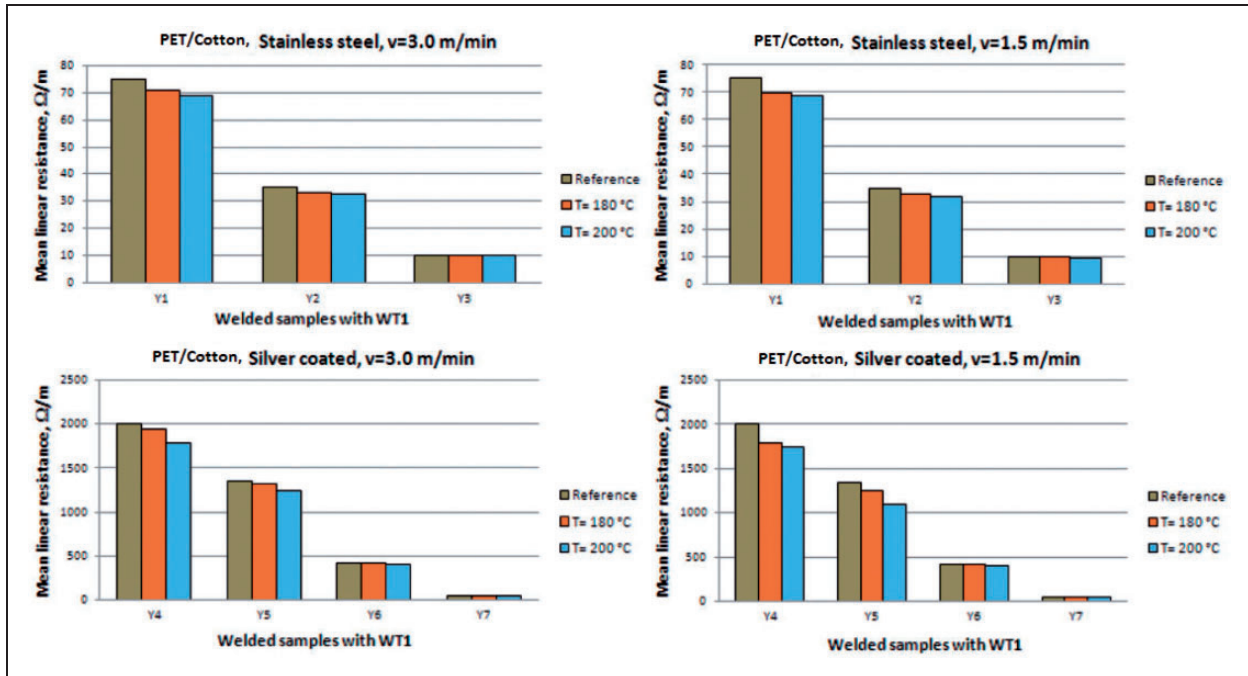 PET/Cotton, Stainless steel, v=3.0 m/min
Mean linear resistance, Ω/m
80
70
60
50
40
30
20
10
0
Y1 Y2 Y3
Welded samples with WT1
Reference
T= 180 °C
T= 200 °C
PET/Cotton, Stainless steel, v=1.5 m/min
Mean linear resistance, Ω/m
80
70
60
50
40
30
20
10
0
Y1 Y2 Y3
Welded samples with WT1
Reference
T= 180 °C
T= 200 °C
PET/Cotton, Silver coated, v=3.0 m/min
Mean linear resistance, Ω/m
2500
2000
1500
1000
500
0
Y4 Y5 Y6 Y7
Welded samples with WT1
Reference
T= 180 °C
T= 200 °C
PET/Cotton, Silver coated, v=1.5 m/min
Mean linear resistance, Ω/m
2500
2000
1500
1000
500
0
Y4 Y5 Y6 Y7
Welded samples with WT1
Reference
T= 180 °C
T= 200 °C